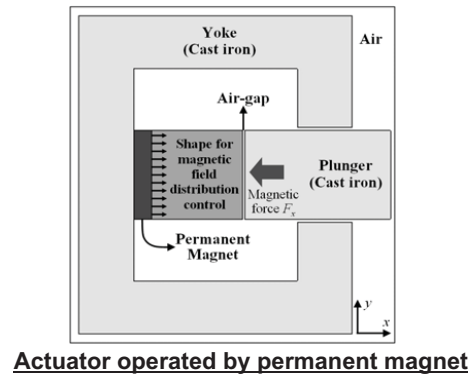 Yoke
(Cast iron)
Air
Air-gap
Shape for
magnetic
field
distribution
control
Magnetic
force Fx
Plunger
(Cast iron)
Permanent
Magnet
y
x
Actuator operated by permanent magnet